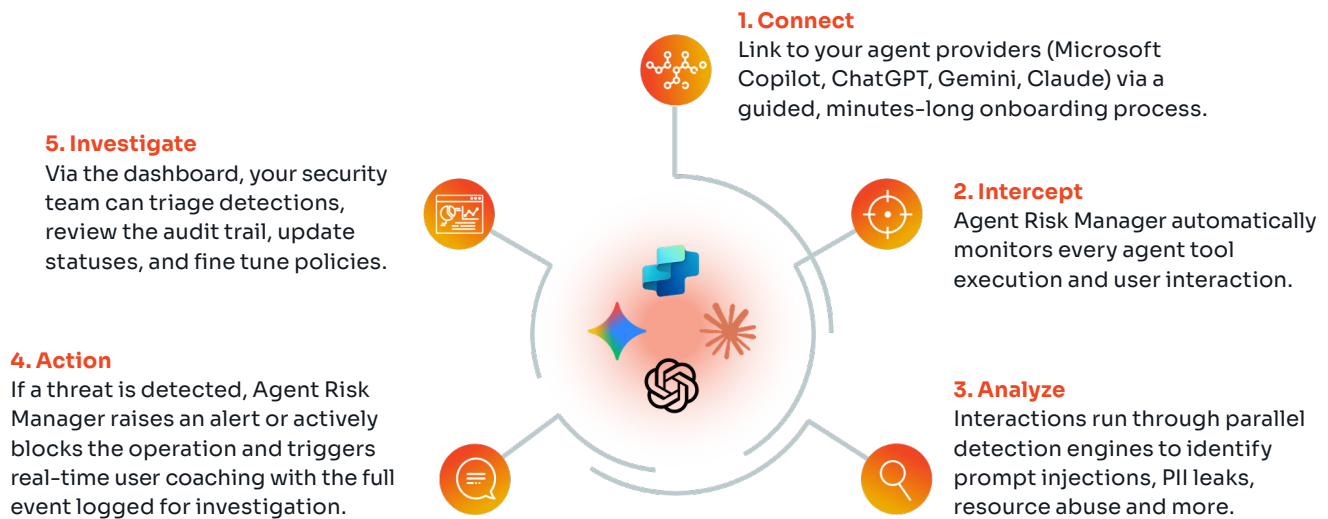 1. Connect
Link to your agent providers (Microsoft
Copilot, ChatGPT, Gemini, Claude) via a
guided, minutes-long onboarding process.
2. Intercept
Agent Risk Manager automatically
monitors every agent tool
execution and user interaction.
3. Analyze
Interactions run through parallel
detection engines to identify
prompt injections, PII leaks,
resource abuse and more.
4. Action
If a threat is detected, Agent Risk
Manager raises an alert or actively
blocks the operation and triggers
real-time user coaching with the full
event logged for investigation.
5. Investigate
Via the dashboard, your security
team can triage detections,
review the audit trail, update
statuses, and fine tune policies.